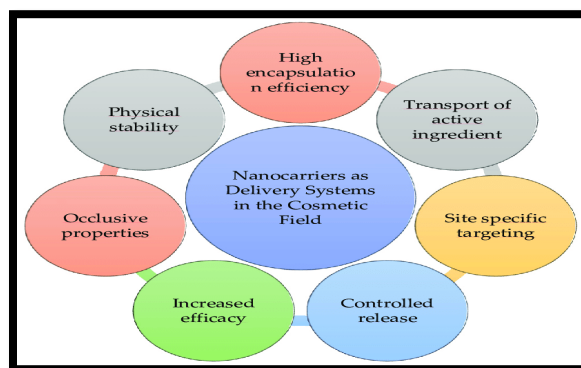 High
encapsulatio
n efficiency
Transport of
active
ingredient
Site specific
targeting
Controlled
release
Increased
efficacy
Occlusive
properties
Physical
stability
Nanocarriers as
Delivery Systems
in the Cosmetic
Field